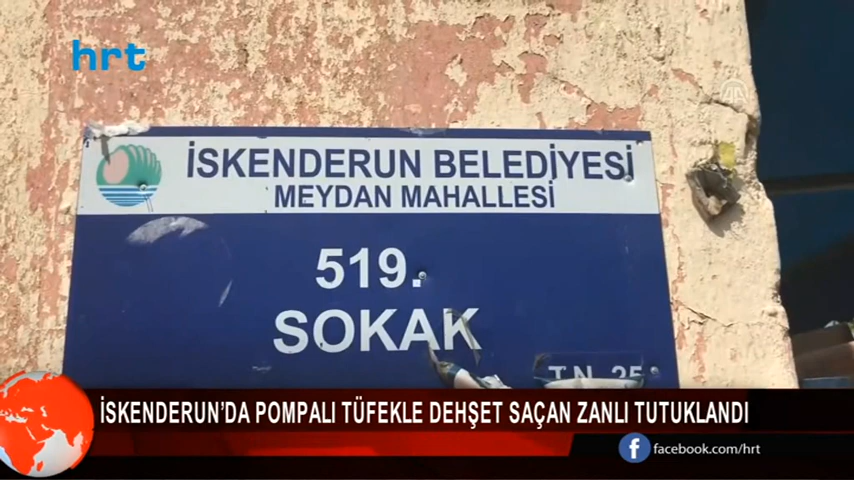 hrt
İSKENDERUN BELEDİYESİ
MEYDAN MAHALLESİ
519.
SOKAK
T.N. 25
İSKENDERUN'DA POMPALI TÜFEKLE DEHŞET SAÇAN ZANLI TUTUKLANDI
facebook.com/hrt